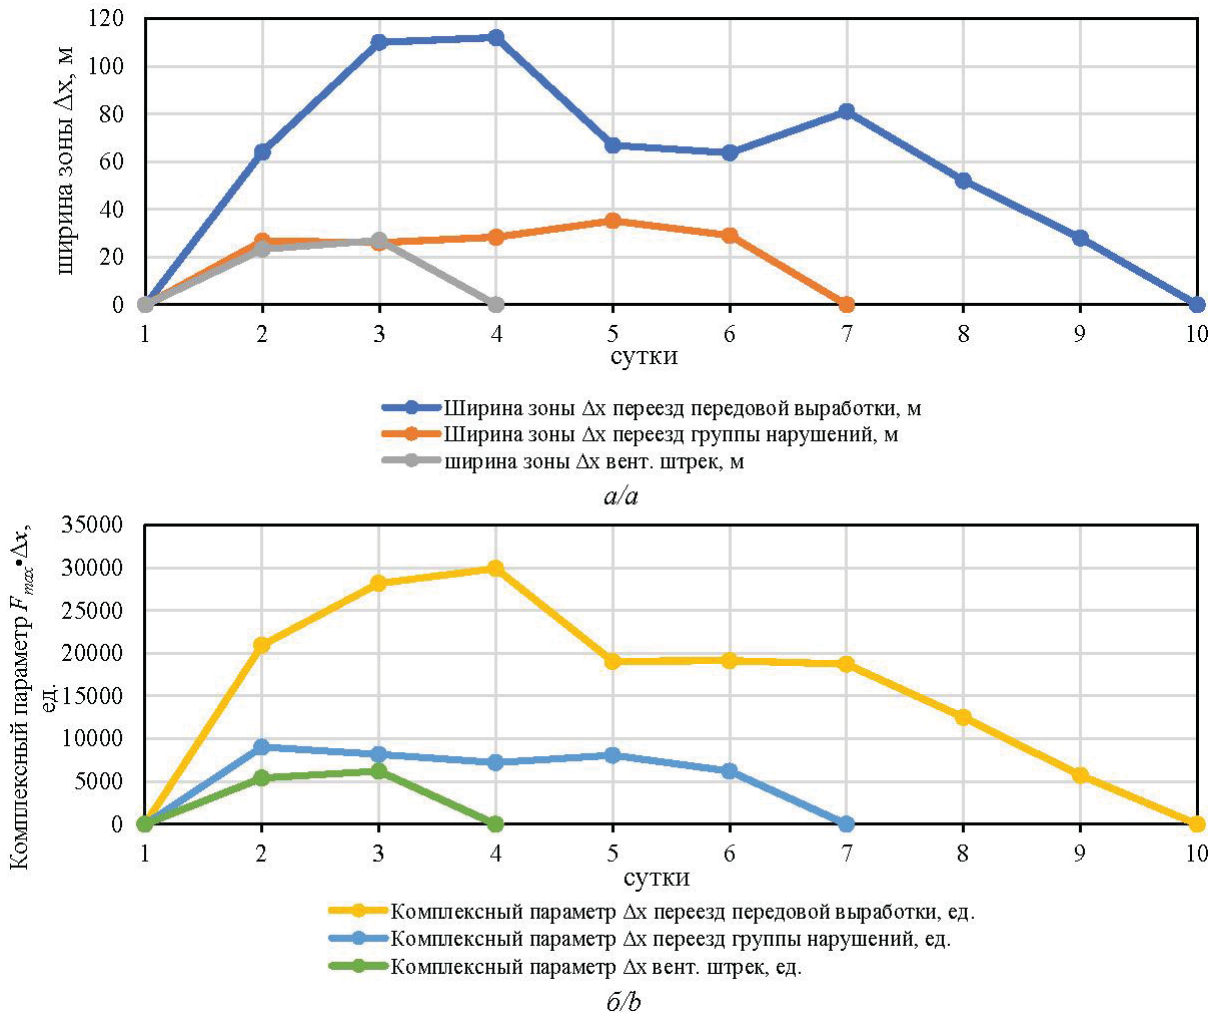 120
100
80
60
40
20
0
ширина зоны Δx, м
1 2 3 4 5 6 7 8 9 10
сутки
Ширина зоны Δx переезд передовой выработки, м
Ширина зоны Δx переезд группы нарушений, м
ширина зоны Δx вент. штрек, м
а/a
35000
30000
25000
20000
15000
10000
5000
0
Комплексный параметр Fmax•Δx,
ед.
1 2 3 4 5 6 7 8 9 10
сутки
Комплексный параметр Δx переезд передовой выработки, ед.
Комплексный параметр Δx переезд группы нарушений, ед.
Комплексный параметр Δx вент. штрек, ед.
б/b